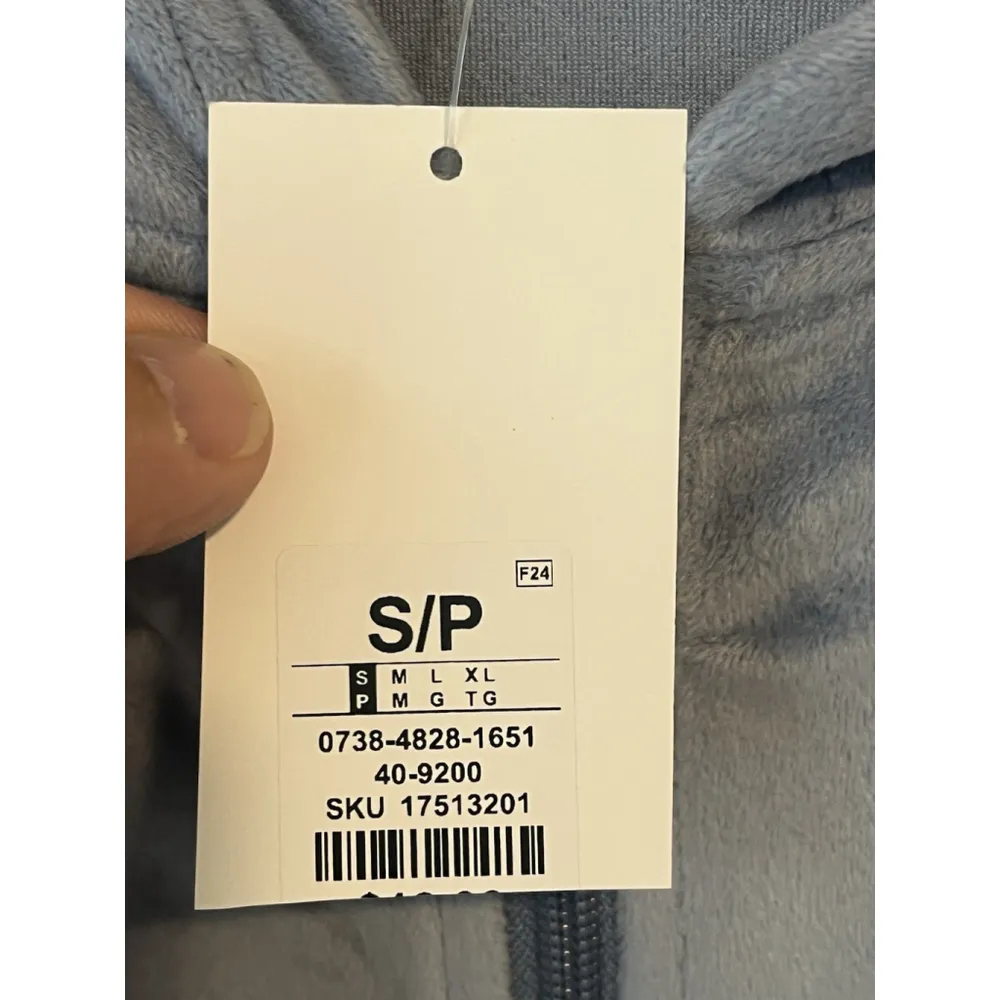 F24
S/P
S M L XL
P M G TG
0738-4828-1651
40-9200
SKU 17513201